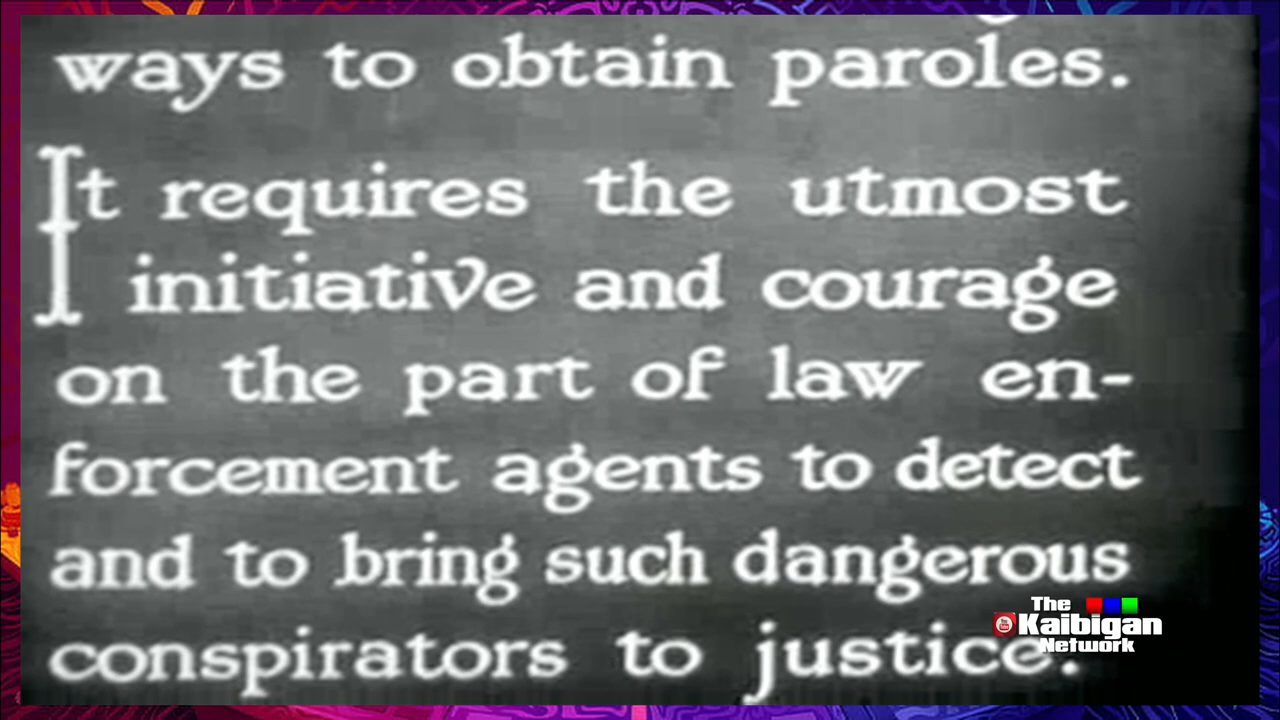 ways to obtain paroles.
It requires the utmost
initiative and courage
on the part of law en-
forcement agents to detect
and to bring such dangerous
conspirators to justice.
The
Kaibigan
Network